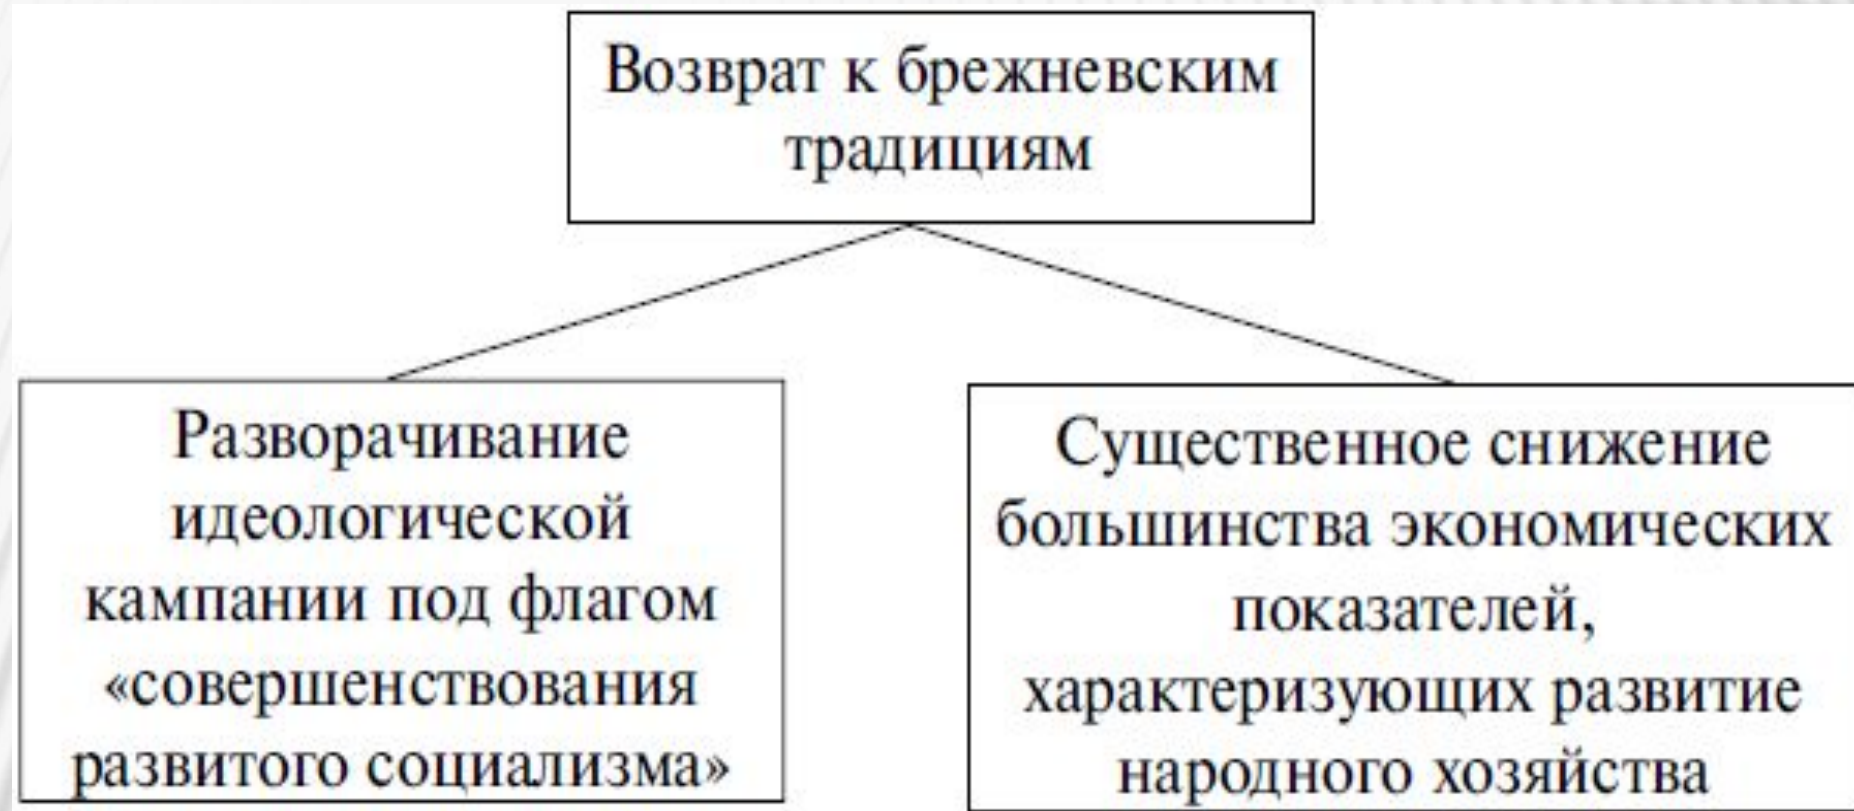 Возврат к брежневским
традициям
Разворачивание
идеологической
кампании под флагом
«совершенствования
развитого социализма»
Существенное снижение
большинства экономических
показателей,
характеризующих развитие
народного хозяйства